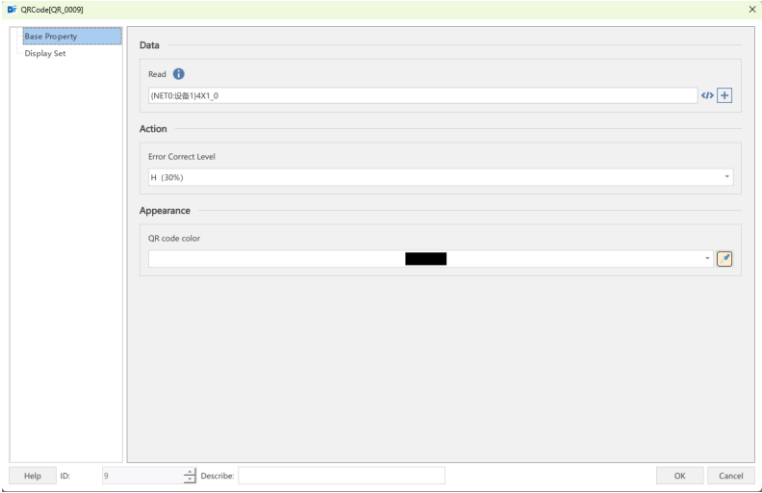 QRCode[QR_0009]
Base Property
Display Set
Data
Read
{NET0:设备1}4X1_0
</>
Action
Error Correct Level
H (30%)
Appearance
QR code color
Help ID: 9 Describe: OK Cancel